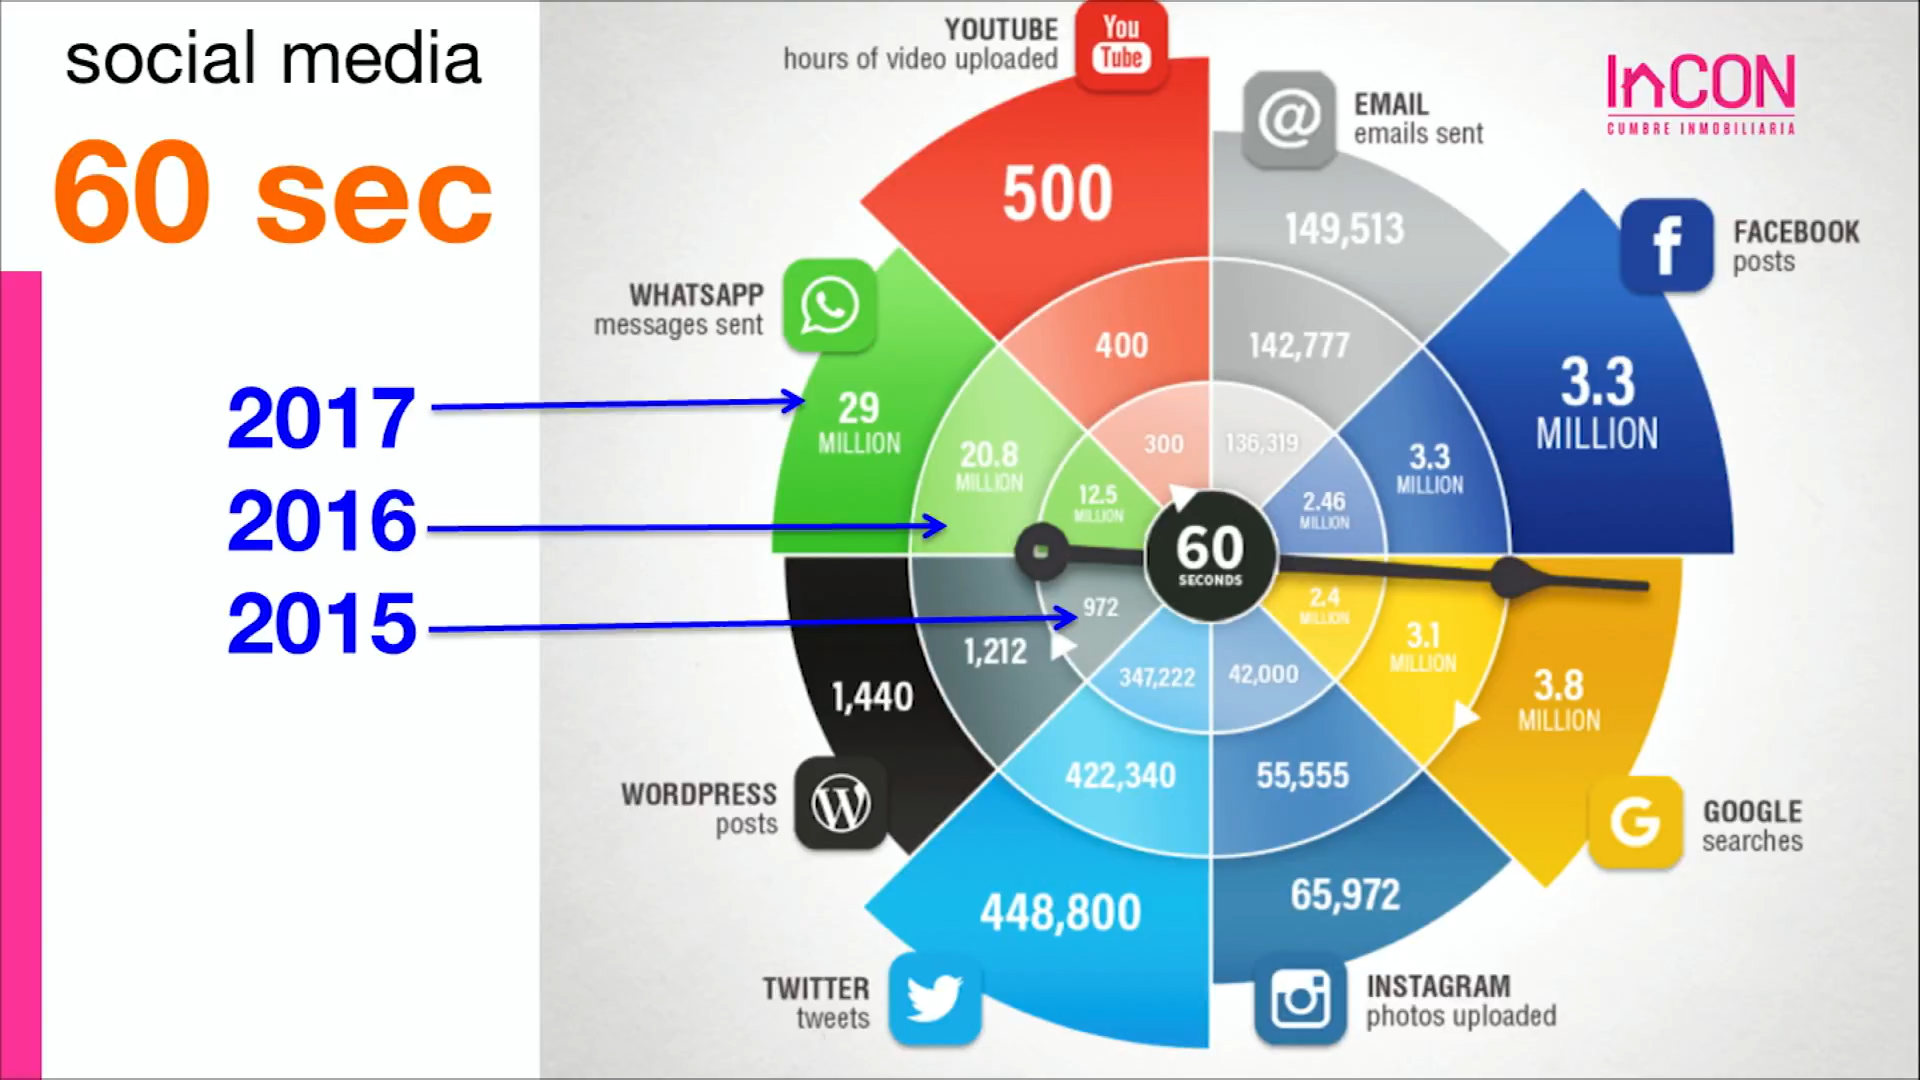 social media
60 sec
2017
2016
2015
YOUTUBE
hours of video uploaded
You
Tube
500
400
300
@
EMAIL
emails sent
149,513
142,777
136,319
InCON
CUMBRE INMOBILIARIA
f
FACEBOOK
posts
3.3
MILLION
3.3
MILLION
2.46
MILLION
WHATSAPP
messages sent
29
MILLION
20.8
MILLION
12.5
MILLION
60
SECONDS
972
1,212
1,440
WORDPRESS
posts
W
2.4
MILLION
3.1
MILLION
3.8
MILLION
G
GOOGLE
searches
347,222
422,340
448,800
TWITTER
tweets
42,000
55,555
65,972
INSTAGRAM
photos uploaded